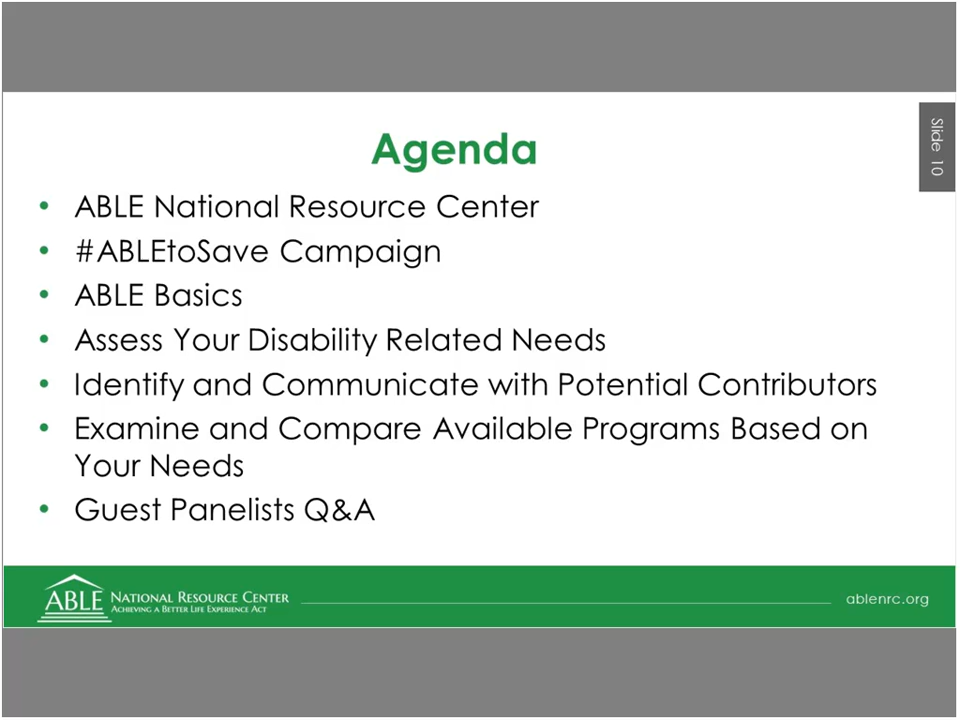 Agenda
Slide 10
• ABLE National Resource Center
• #ABLEtoSave Campaign
• ABLE Basics
• Assess Your Disability Related Needs
• Identify and Communicate with Potential Contributors
• Examine and Compare Available Programs Based on
Your Needs
• Guest Panelists Q&A
ABLE NATIONAL RESOURCE CENTER
ACHIEVING A BETTER LIFE EXPERIENCE ACT
ablenrc.org